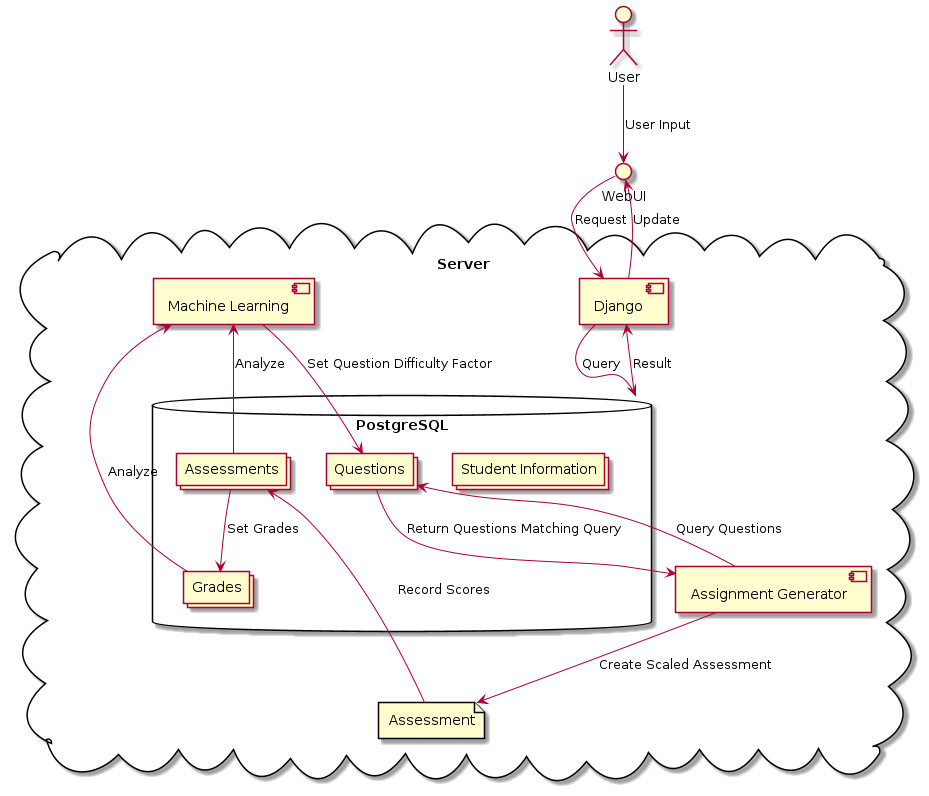 User
User Input
WebUI
Request
Update
Server
Machine Learning
Django
Analyze
Set Question Difficulty Factor
Query
Result
PostgreSQL
Assessments
Questions
Student Information
Analyze
Set Grades
Return Questions Matching Query
Query Questions
Grades
Record Scores
Assignment Generator
Create Scaled Assessment
Assessment